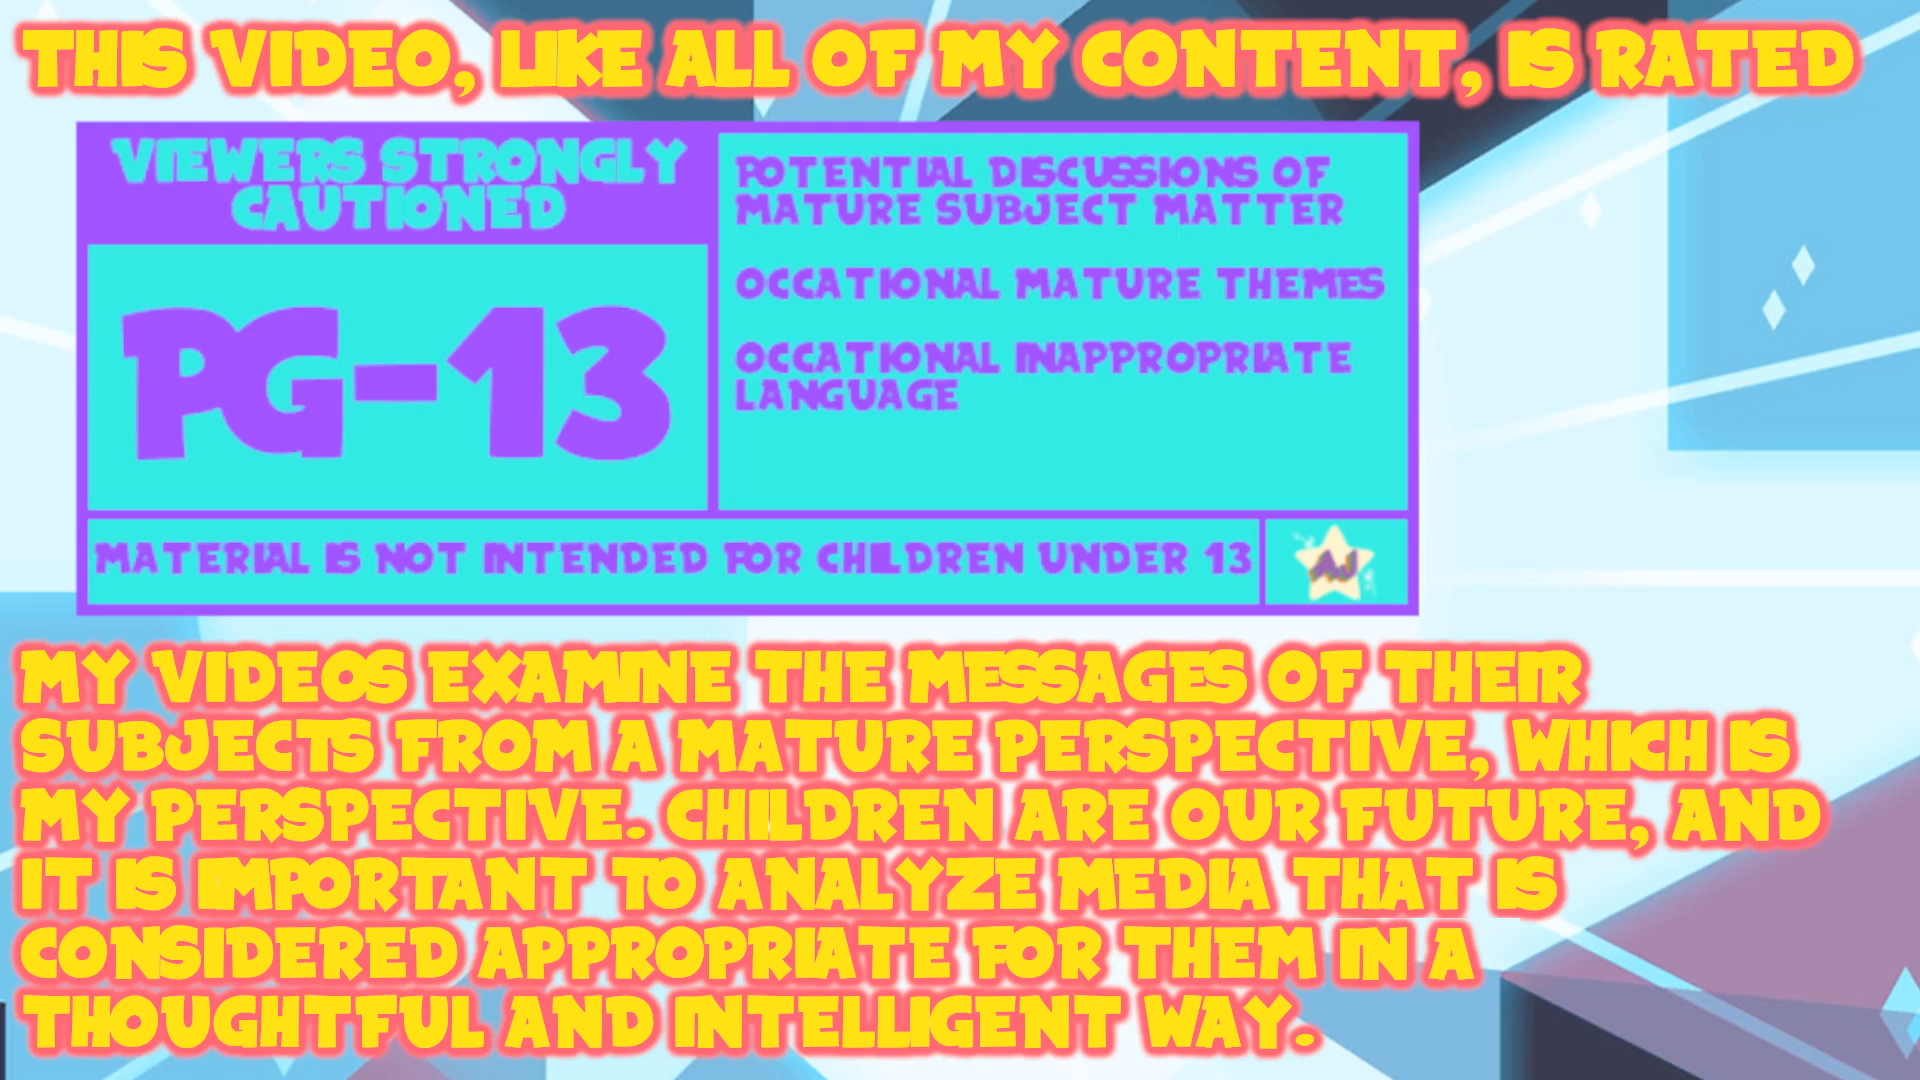 THIS VIDEO, LIKE ALL OF MY CONTENT, IS RATED
VIEWERS STRONGLY
CAUTIONED
PG-13
POTENTIAL DISCUSSIONS OF
MATURE SUBJECT MATTER
OCCATIONAL MATURE THEMES
OCCATIONAL INAPPROPRIATE
LANGUAGE
MATERIAL IS NOT INTENDED FOR CHILDREN UNDER 13
AJ
MY VIDEOS EXAMINE THE MESSAGES OF THEIR
SUBJECTS FROM A MATURE PERSPECTIVE, WHICH IS
MY PERSPECTIVE. CHILDREN ARE OUR FUTURE, AND
IT IS IMPORTANT TO ANALYZE MEDIA THAT IS
CONSIDERED APPROPRIATE FOR THEM IN A
THOUGHTFUL AND INTELLIGENT WAY.